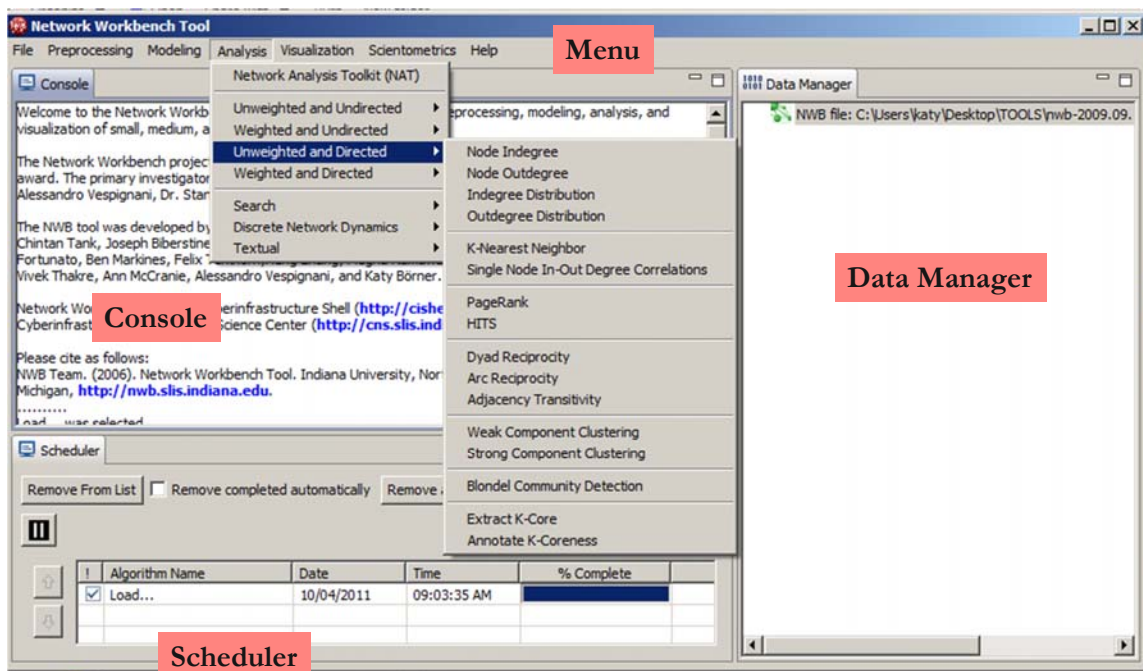 Network Workbench Tool
File Preprocessing Modeling Analysis Visualization Scientometrics Help
Menu
Console
Welcome to the Network Workb
eprocessing, modeling, analysis, and
visualization of small, medium, a
The Network Workbench project
award. The primary investigator
Alessandro Vespignani, Dr. Stan
The NWB tool was developed by
Chintan Tank, Joseph Biberstine
Fortunato, Ben Markines, Felix
Vivek Thakre, Ann McCranie, Alessandro Vespignani, and Katy Börner.
Network Wo
erinfrastructure Shell (http://cishe
Cyberinfrast
Science Center (http://cns.slis.ind
Please cite as follows:
NWB Team. (2006). Network Workbench Tool. Indiana University, Nor
Michigan, http://nwb.slis.indiana.edu.
..........
Load... was selected
Console
Network Analysis Toolkit (NAT)
Unweighted and Undirected
Weighted and Undirected
Unweighted and Directed
Weighted and Directed
Search
Discrete Network Dynamics
Textual
Node Indegree
Node Outdegree
Indegree Distribution
Outdegree Distribution
K-Nearest Neighbor
Single Node In-Out Degree Correlations
PageRank
HITS
Dyad Reciprocity
Arc Reciprocity
Adjacency Transitivity
Weak Component Clustering
Strong Component Clustering
Blondel Community Detection
Extract K-Core
Annotate K-Coreness
Data Manager
NWB file: C:\Users\katy\Desktop\TOOLS\nwb-2009.09.
Data Manager
Scheduler
Remove From List Remove completed automatically Remove
! Algorithm Name Date Time % Complete
Load... 10/04/2011 09:03:35 AM
Scheduler